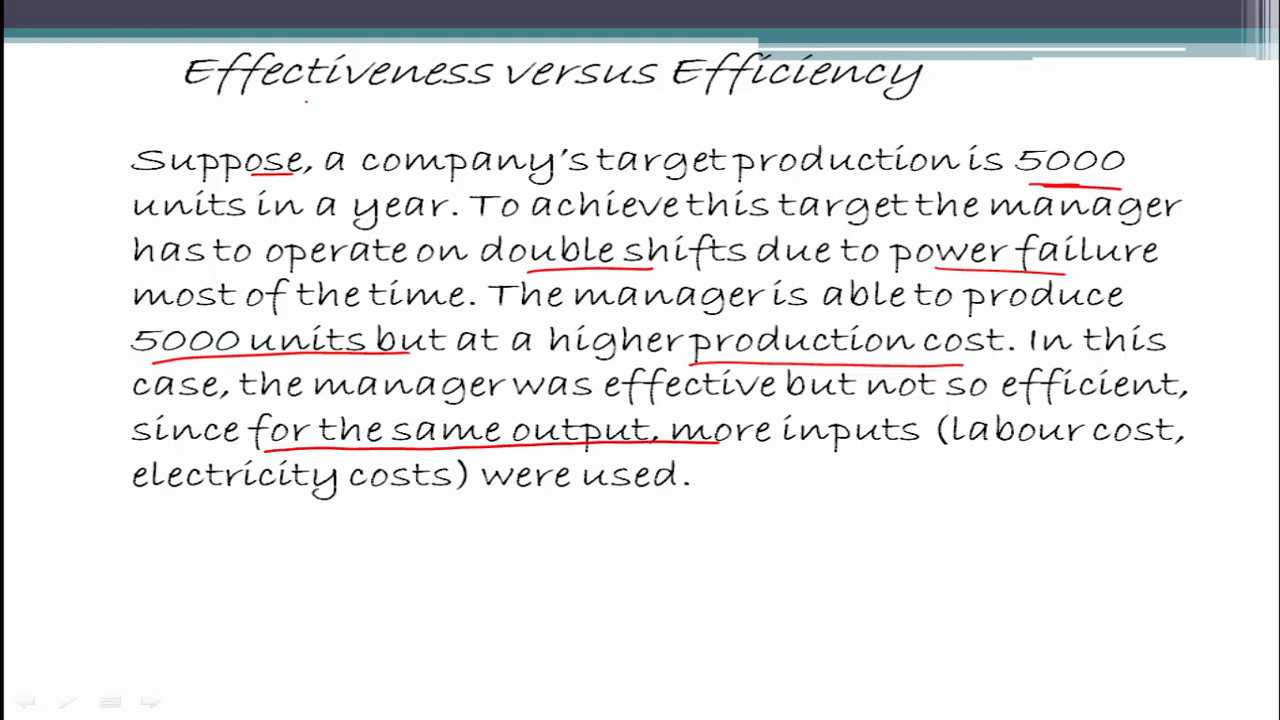 Effectiveness versus Efficiency
Suppose, a company's target production is 5000
units in a year. To achieve this target the manager
has to operate on double shifts due to power failure
most of the time. The manager is able to produce
5000 units but at a higher production cost. In this
case, the manager was effective but not so efficient,
since for the same output, more inputs (labour cost,
electricity costs) were used.